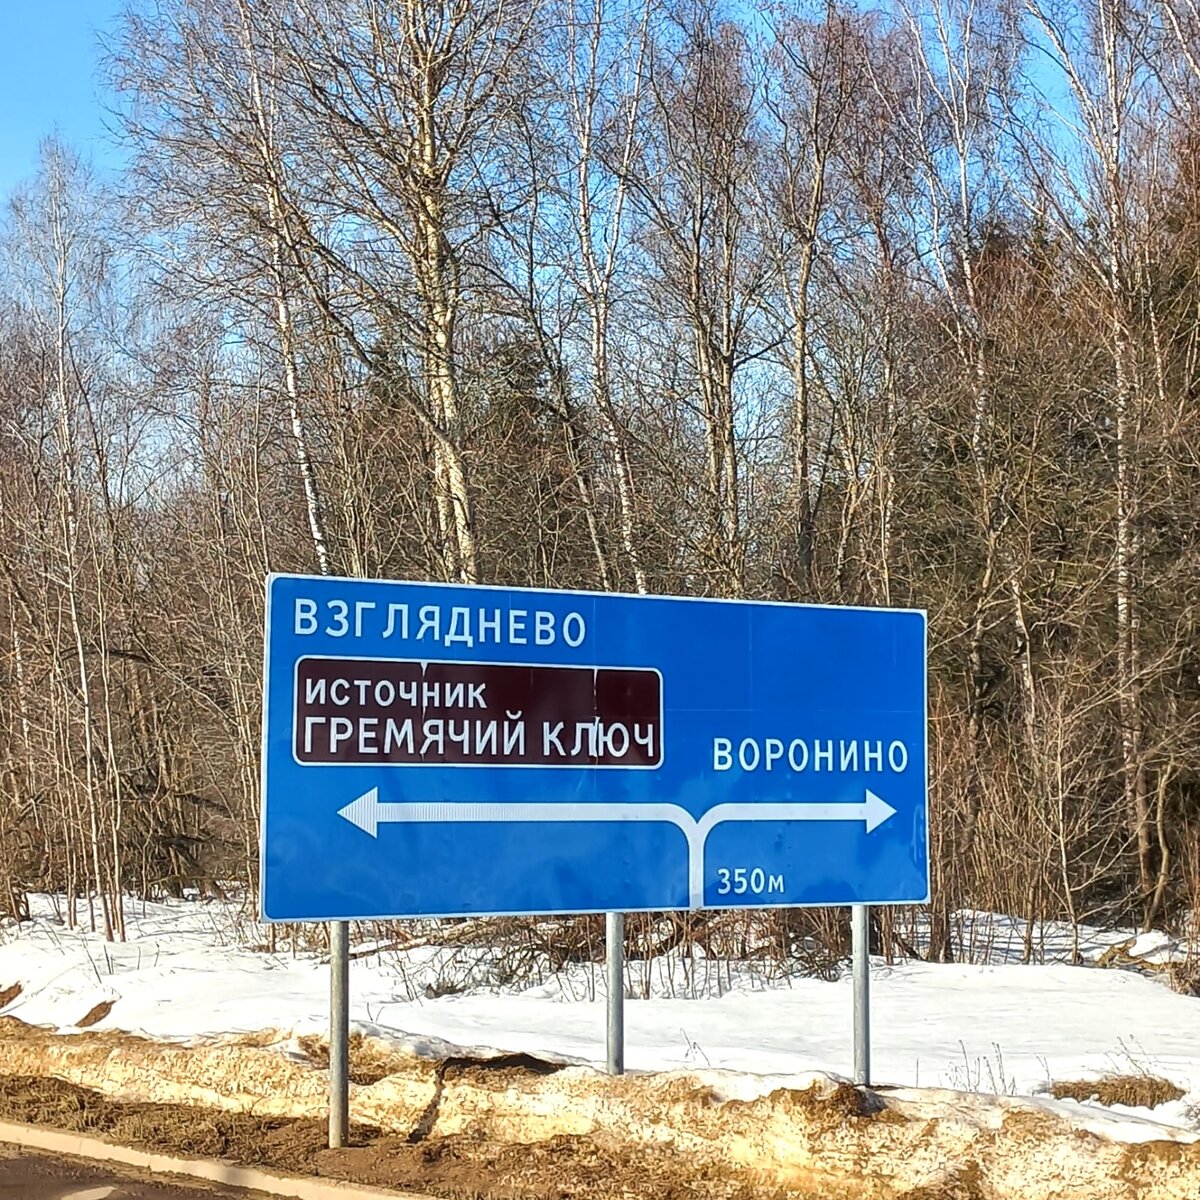 ВЗГЛЯДНЕВО
ИСТОЧНИК
ГРЕМЯЧИЙ КЛЮЧ
ВОРОНИНО
350м